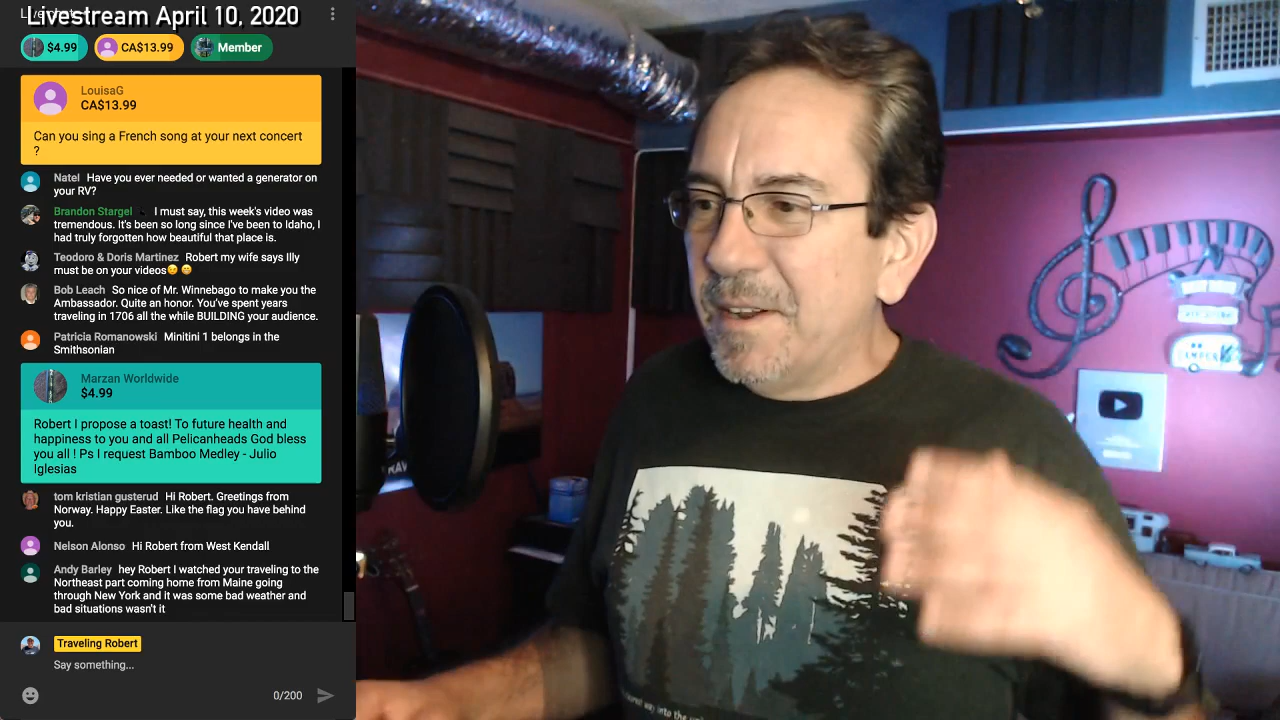 Livestream April 10, 2020
$4.99
CA$13.99
Member
LouisaG
CA$13.99
Can you sing a French song at your next concert
?
Natel Have you ever needed or wanted a generator on
your RV?
Brandon Stargel I must say, this week's video was
tremendous. It's been so long since I've been to Idaho, I
had truly forgotten how beautiful that place is.
Teodoro & Doris Martinez Robert my wife says Illy
must be on your videos😉 😁
Bob Leach So nice of Mr. Winnebago to make you the
Ambassador. Quite an honor. You've spent years
traveling in 1706 all the while BUILDING your audience.
Patricia Romanowski Minitini 1 belongs in the
Smithsonian
Marzan Worldwide
$4.99
Robert I propose a toast! To future health and
happiness to you and all Pelicanheads God bless
you all ! Ps I request Bamboo Medley - Julio
Iglesias
tom kristian gusterud Hi Robert. Greetings from
Norway. Happy Easter. Like the flag you have behind
you.
Nelson Alonso Hi Robert from West Kendall
Andy Barley hey Robert I watched your traveling to the
Northeast part coming home from Maine going
through New York and it was some bad weather and
bad situations wasn't it
Traveling Robert
Say something...
0/200
CAMPER
way into the